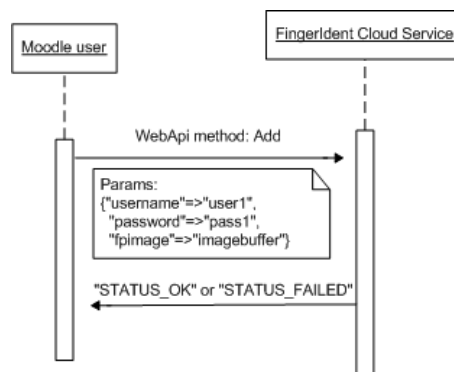 FingerIdent Cloud Service
Moodle user
WebApi method: Add
Params:
{"username"=>"user1",
"password"=>"pass1",
"fpimage"=>"imagebuffer"}
"STATUS_OK" or "STATUS_FAILED"